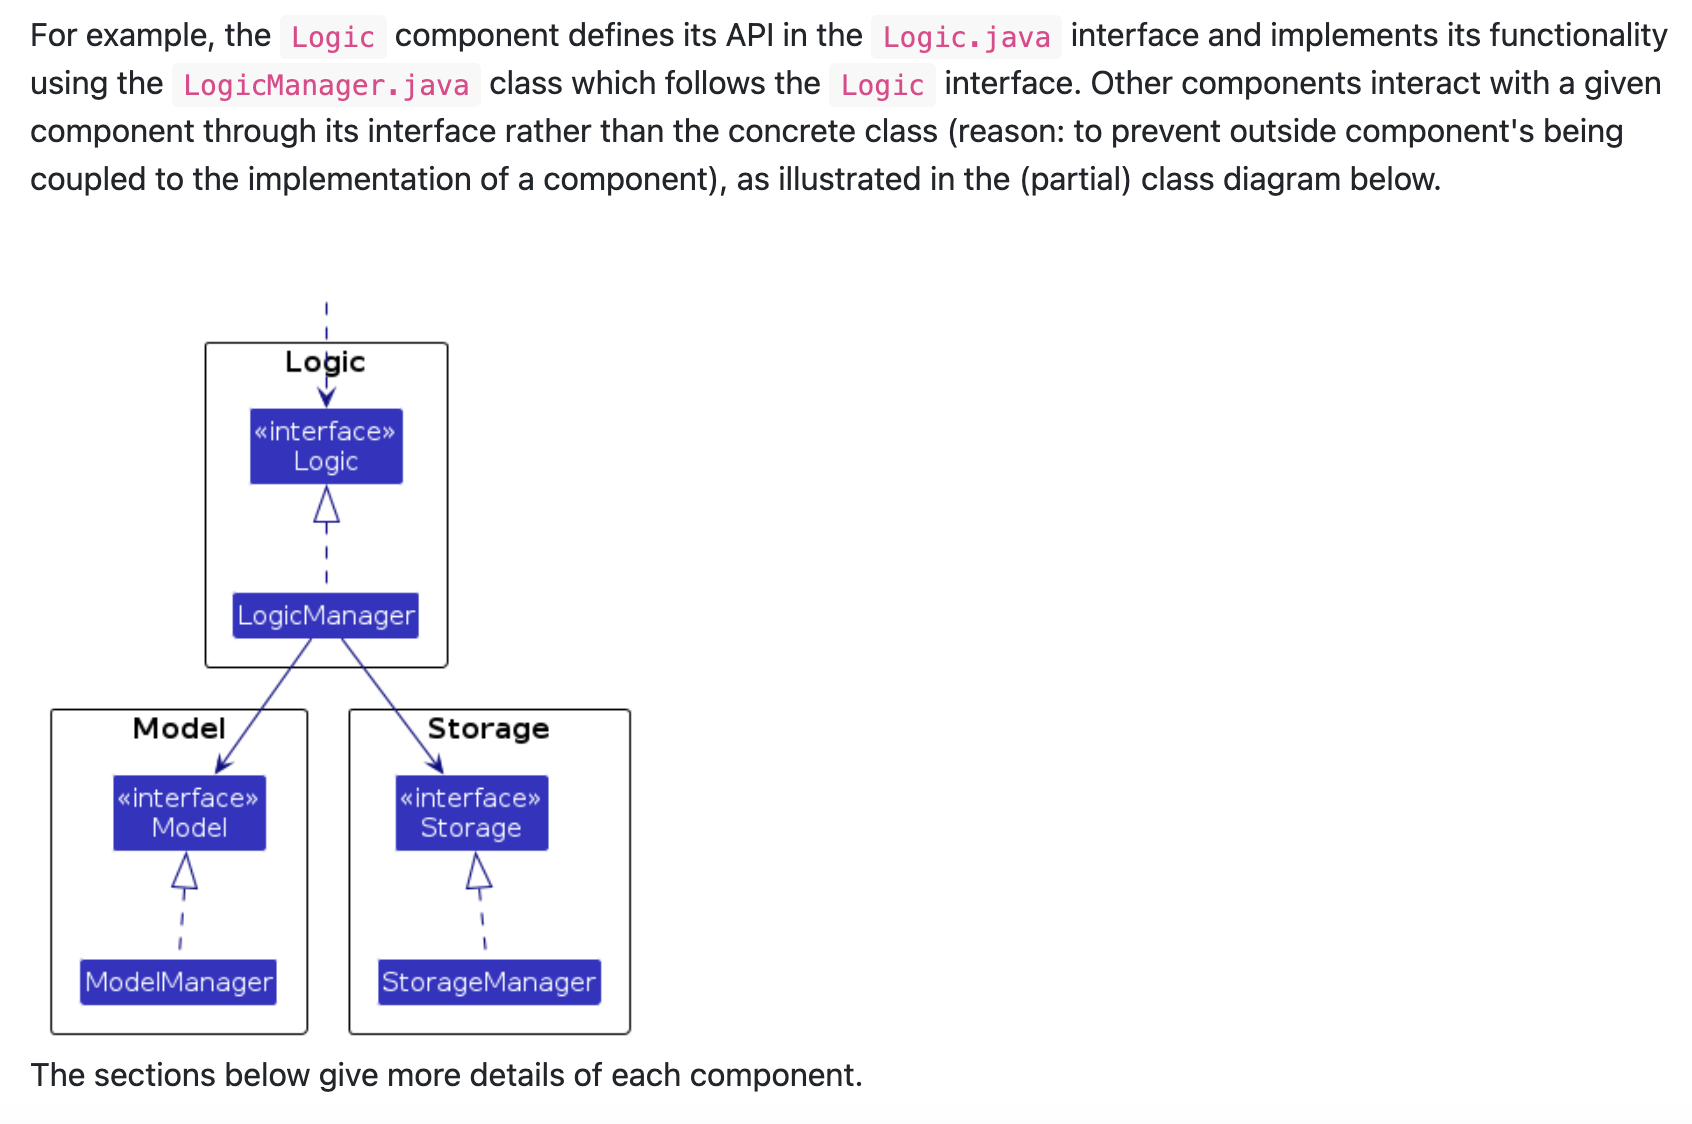 For example, the Logic component defines its API in the Logic.java interface and implements its functionality
using the LogicManager.java class which follows the Logic interface. Other components interact with a given
component through its interface rather than the concrete class (reason: to prevent outside component's being
coupled to the implementation of a component), as illustrated in the (partial) class diagram below.
Logic
«interface»
Logic
LogicManager
Model
«interface»
Model
ModelManager
Storage
«interface»
Storage
StorageManager
The sections below give more details of each component.